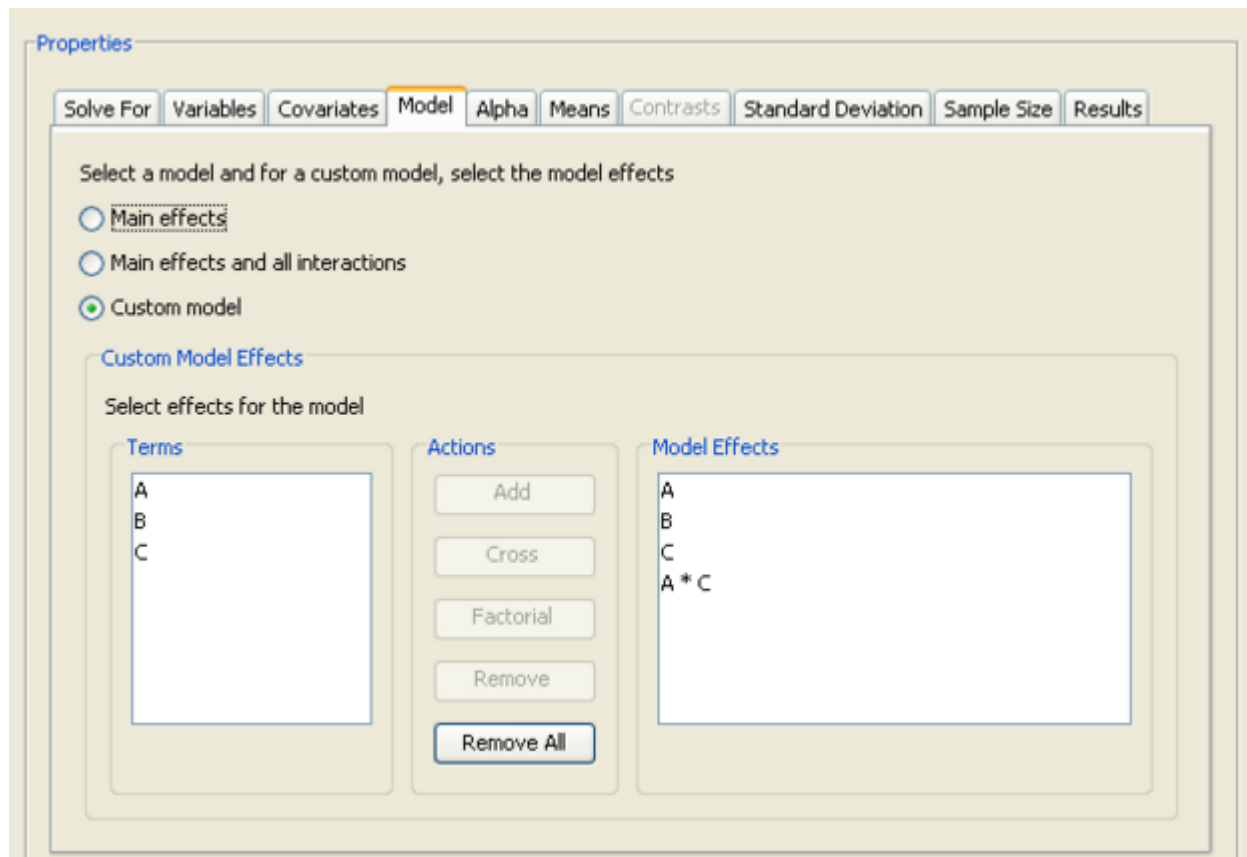 Properties
Solve For Variables Covariates Model Alpha Means Contrasts Standard Deviation Sample Size Results
Select a model and for a custom model, select the model effects
Main effects
Main effects and all interactions
Custom model
Custom Model Effects
Select effects for the model
Terms
A
B
C
Actions
Add
Cross
Factorial
Remove
Remove All
Model Effects
A
B
C
A * C